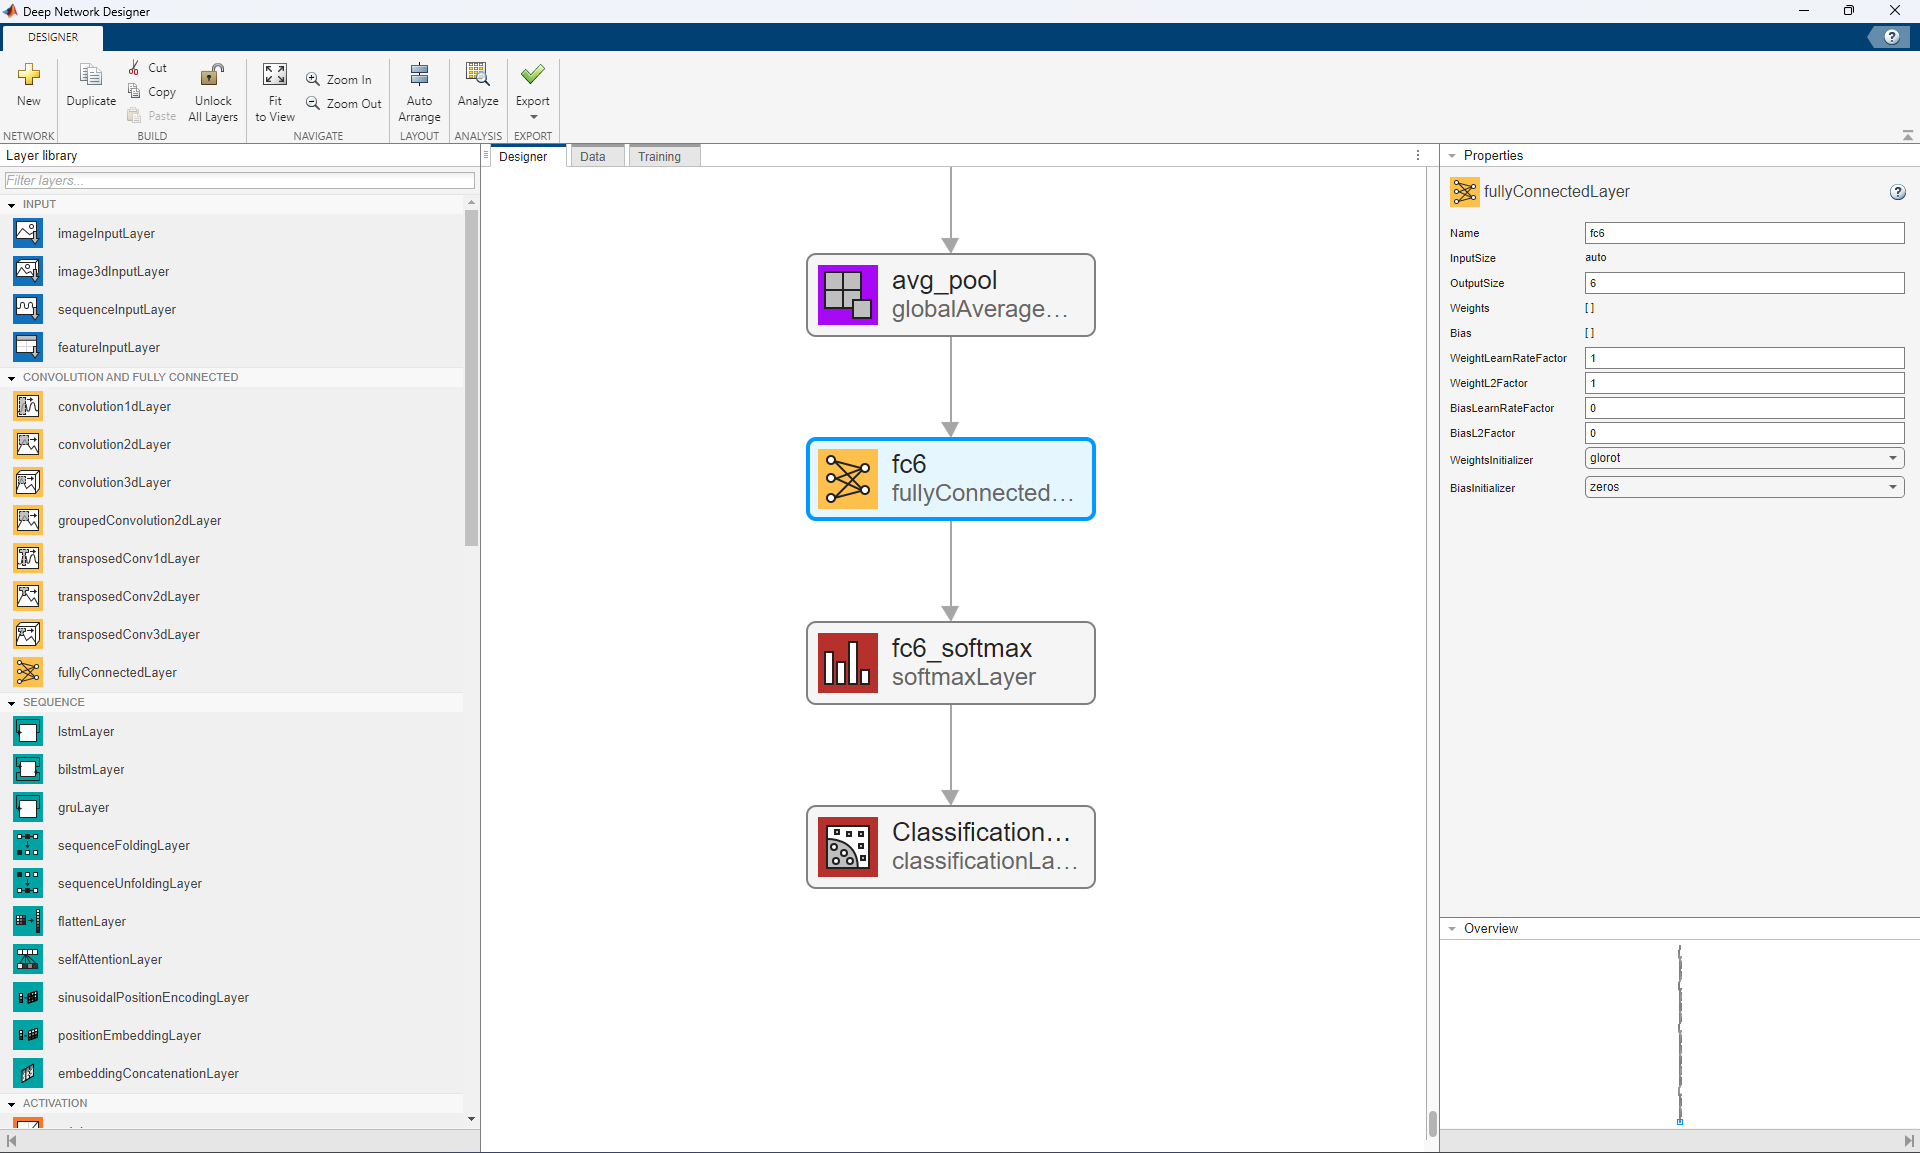 Deep Network Designer
DESIGNER
New
Duplicate
Cut
Copy
Paste
Unlock
All Layers
Fit
to View
Zoom In
Zoom Out
Auto
Arrange
Analyze
Export
NETWORK
BUILD
NAVIGATE
LAYOUT
ANALYSIS
EXPORT
Layer library
Filter layers...
INPUT
imageInputLayer
image3dInputLayer
sequenceInputLayer
featureInputLayer
CONVOLUTION AND FULLY CONNECTED
convolution1dLayer
convolution2dLayer
convolution3dLayer
groupedConvolution2dLayer
transposedConv1dLayer
transposedConv2dLayer
transposedConv3dLayer
fullyConnectedLayer
SEQUENCE
lstmLayer
bilstmLayer
gruLayer
sequenceFoldingLayer
sequenceUnfoldingLayer
flattenLayer
selfAttentionLayer
sinusoidalPositionEncodingLayer
positionEmbeddingLayer
embeddingConcatenationLayer
ACTIVATION
Designer
Data
Training
avg_pool
globalAverage...
fc6
fullyConnected...
fc6_softmax
softmaxLayer
Classification...
classificationLa...
Properties
fullyConnectedLayer
?
Name fc6
InputSize auto
OutputSize 6
Weights [ ]
Bias [ ]
WeightLearnRateFactor 1
WeightL2Factor 1
BiasLearnRateFactor 0
BiasL2Factor 0
WeightsInitializer glorot
BiasInitializer zeros
Overview